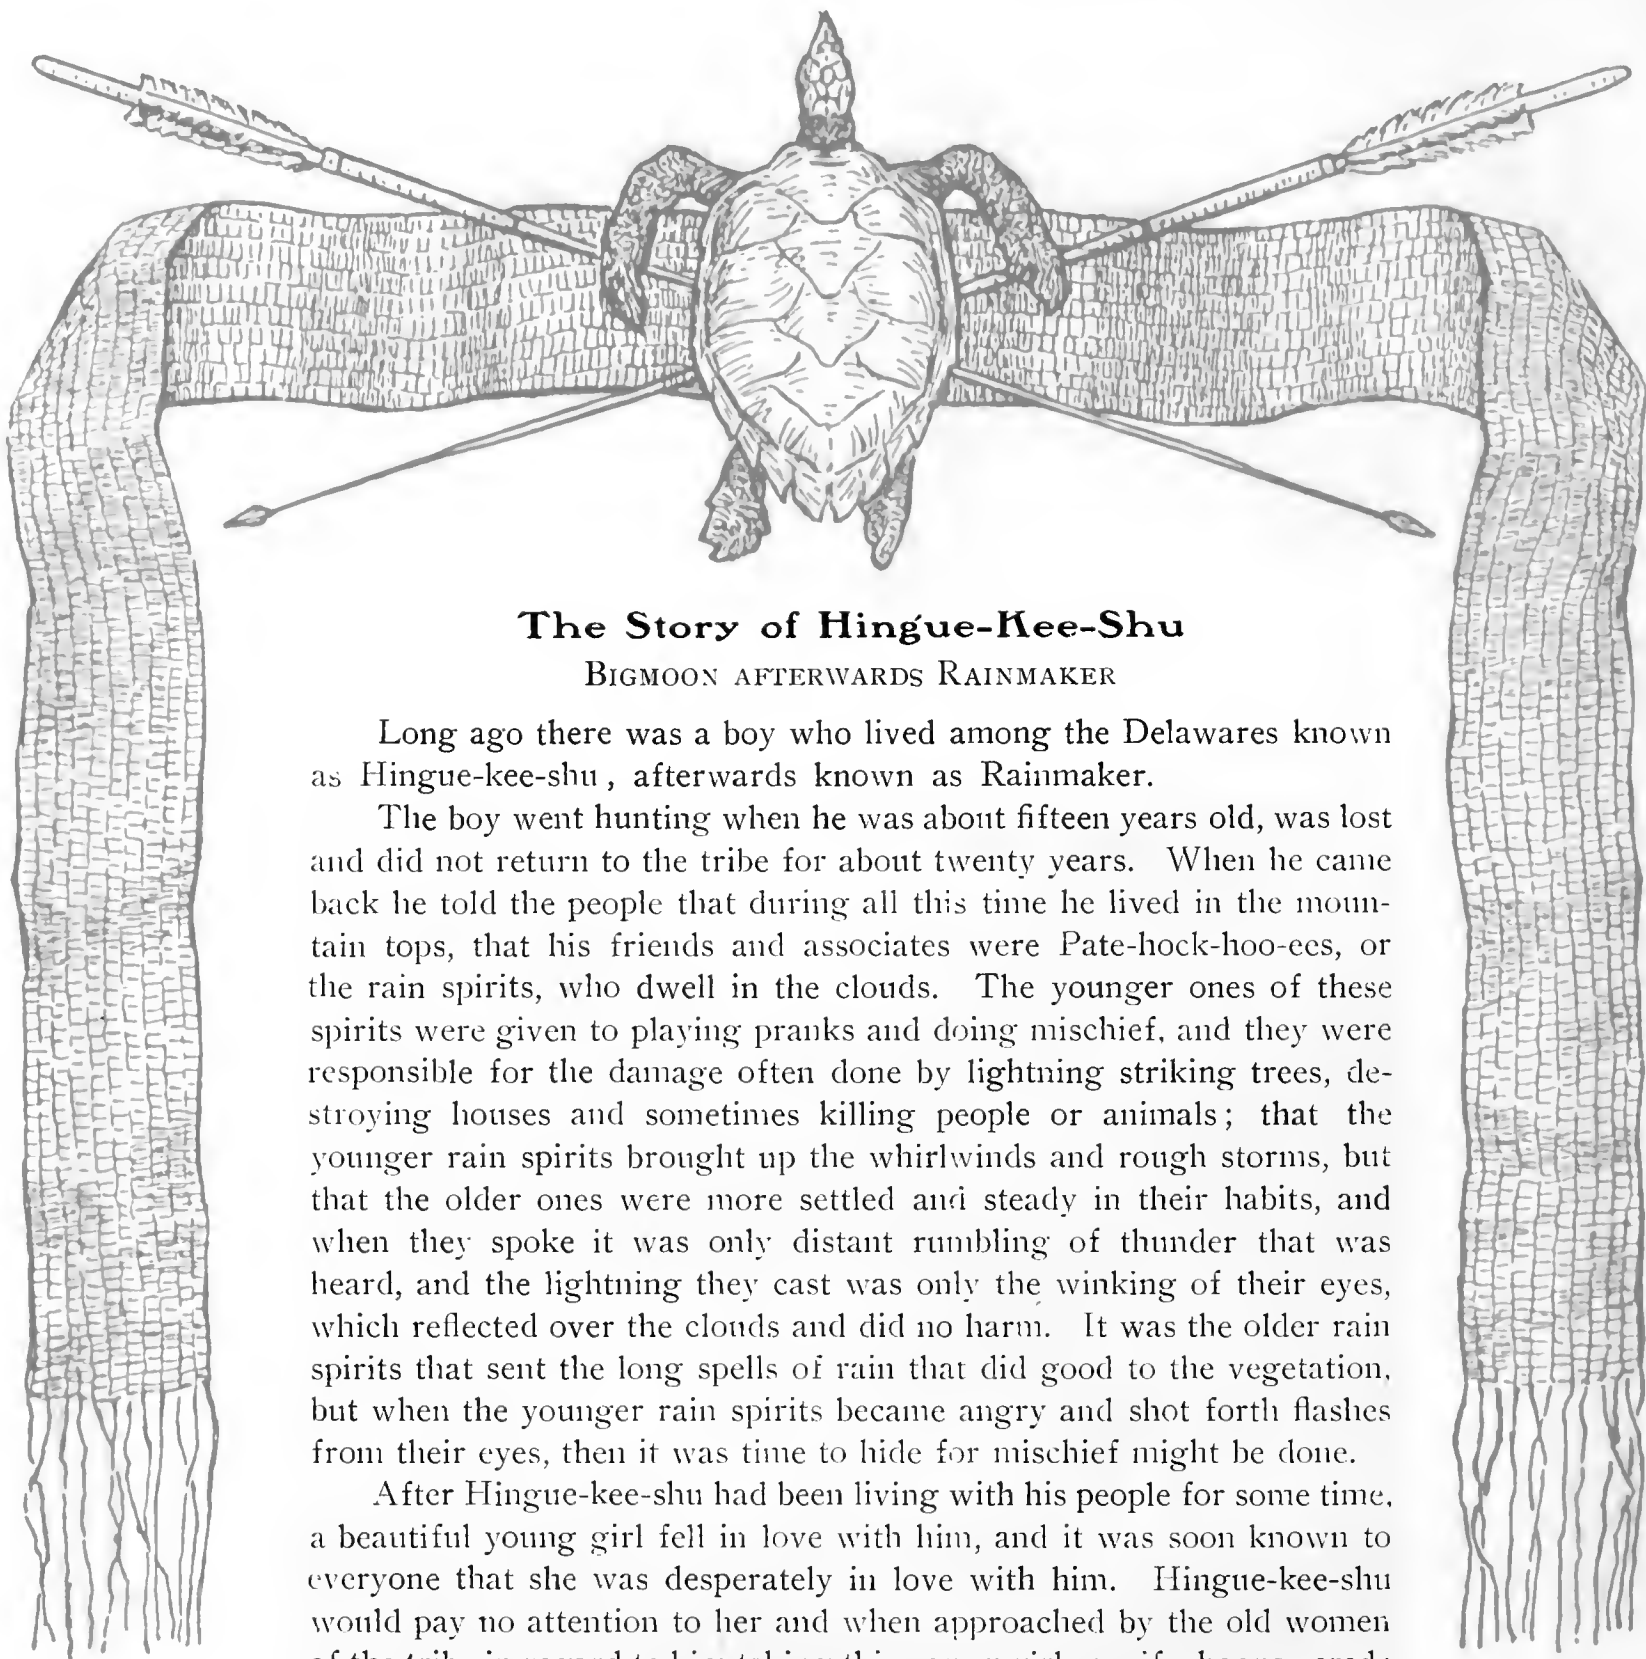 The Story of Hingue-Kee-Shu
BIGMOON AFTERWARDS RAINMAKER
Long ago there was a boy who lived among the Delawares known
as Hingue-kee-shu, afterwards known as Rainmaker.
The boy went hunting when he was about fifteen years old, was lost
and did not return to the tribe for about twenty years. When he came
back he told the people that during all this time he lived in the moun-
tain tops, that his friends and associates were Pate-hock-hoo-ees, or
the rain spirits, who dwell in the clouds. The younger ones of these
spirits were given to playing pranks and doing mischief, and they were
responsible for the damage often done by lightning striking trees, de-
stroying houses and sometimes killing people or animals; that the
younger rain spirits brought up the whirlwinds and rough storms, but
that the older ones were more settled and steady in their habits, and
when they spoke it was only distant rumbling of thunder that was
heard, and the lightning they cast was only the winking of their eyes,
which reflected over the clouds and did no harm. It was the older rain
spirits that sent the long spells of rain that did good to the vegetation,
but when the younger rain spirits became angry and shot forth flashes
from their eyes, then it was time to hide for mischief might be done.
After Hingue-kee-shu had been living with his people for some time,
a beautiful young girl fell in love with him, and it was soon known to
everyone that she was desperately in love with him. Hingue-kee-shu
would pay no attention to her and when approached by the old women